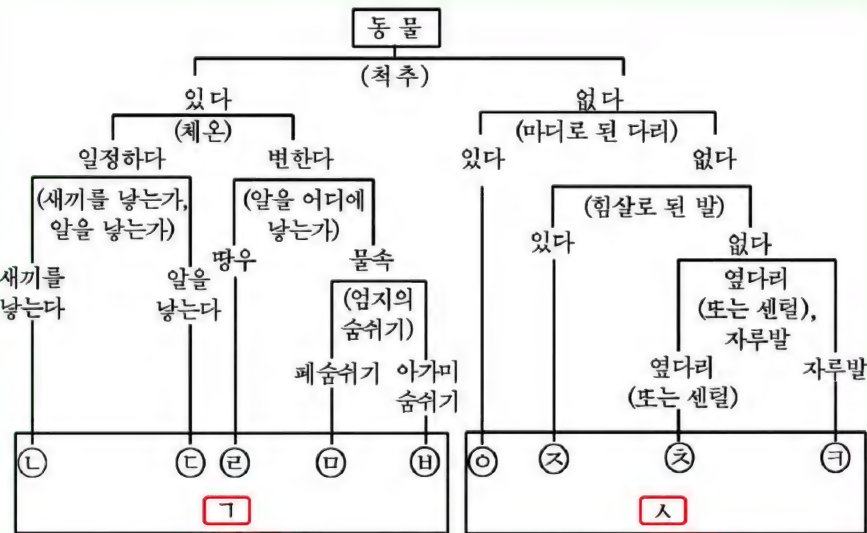 동 물
(척추)
있다
없다
(체온)
(마디로 된 다리)
일정하다
변한다
있다
없다
(새끼를 낳는가,
알을 낳는가)
(알을 어디에
낳는가)
(힘살로 된 발)
있다
없다
땅우
물속
새끼를
낳는다
알을
낳는다
(엄지의
숨쉬기)
옆다리
(또는 센털),
자루발
페숨쉬기
아가미
숨쉬기
옆다리
(또는 센털)
자루발
㉡
㉢
㉣
㉤
㉥
㉧
㉨
㉩
㉪
ㄱ
ㅅ